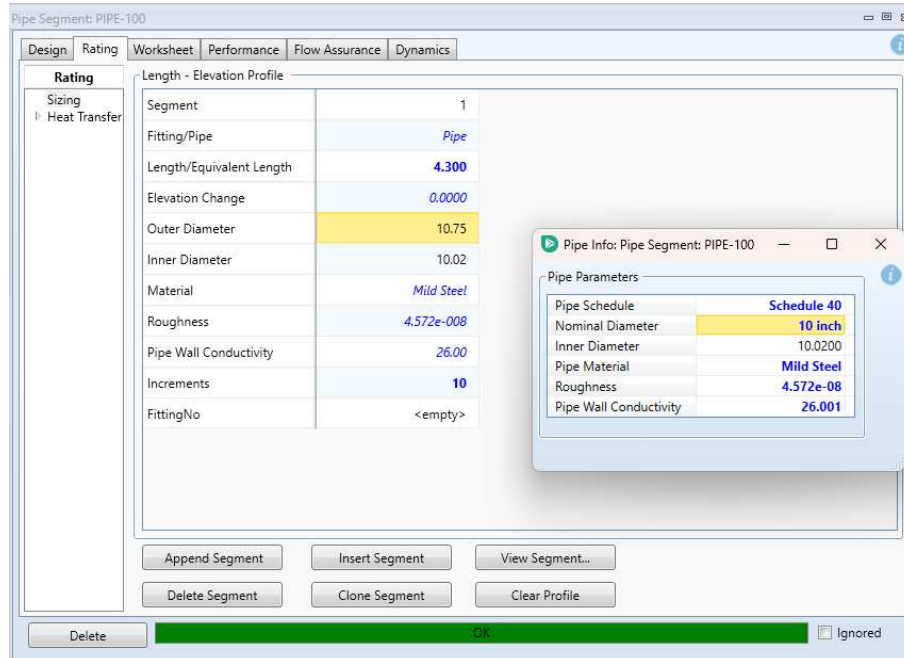 Pipe Segment: PIPE-100
Design Rating Worksheet Performance Flow Assurance Dynamics
Rating
Sizing
Heat Transfer
Length - Elevation Profile
Segment 1
Fitting/Pipe Pipe
Length/Equivalent Length 4.300
Elevation Change 0.0000
Outer Diameter 10.75
Inner Diameter 10.02
Material Mild Steel
Roughness 4.572e-008
Pipe Wall Conductivity 26.00
Increments 10
FittingNo <empty>
Pipe Info: Pipe Segment: PIPE-100
Pipe Parameters
Pipe Schedule Schedule 40
Nominal Diameter 10 inch
Inner Diameter 10.0200
Pipe Material Mild Steel
Roughness 4.572e-08
Pipe Wall Conductivity 26.001
Append Segment Insert Segment View Segment...
Delete Segment Clone Segment Clear Profile
Delete OK Ignored